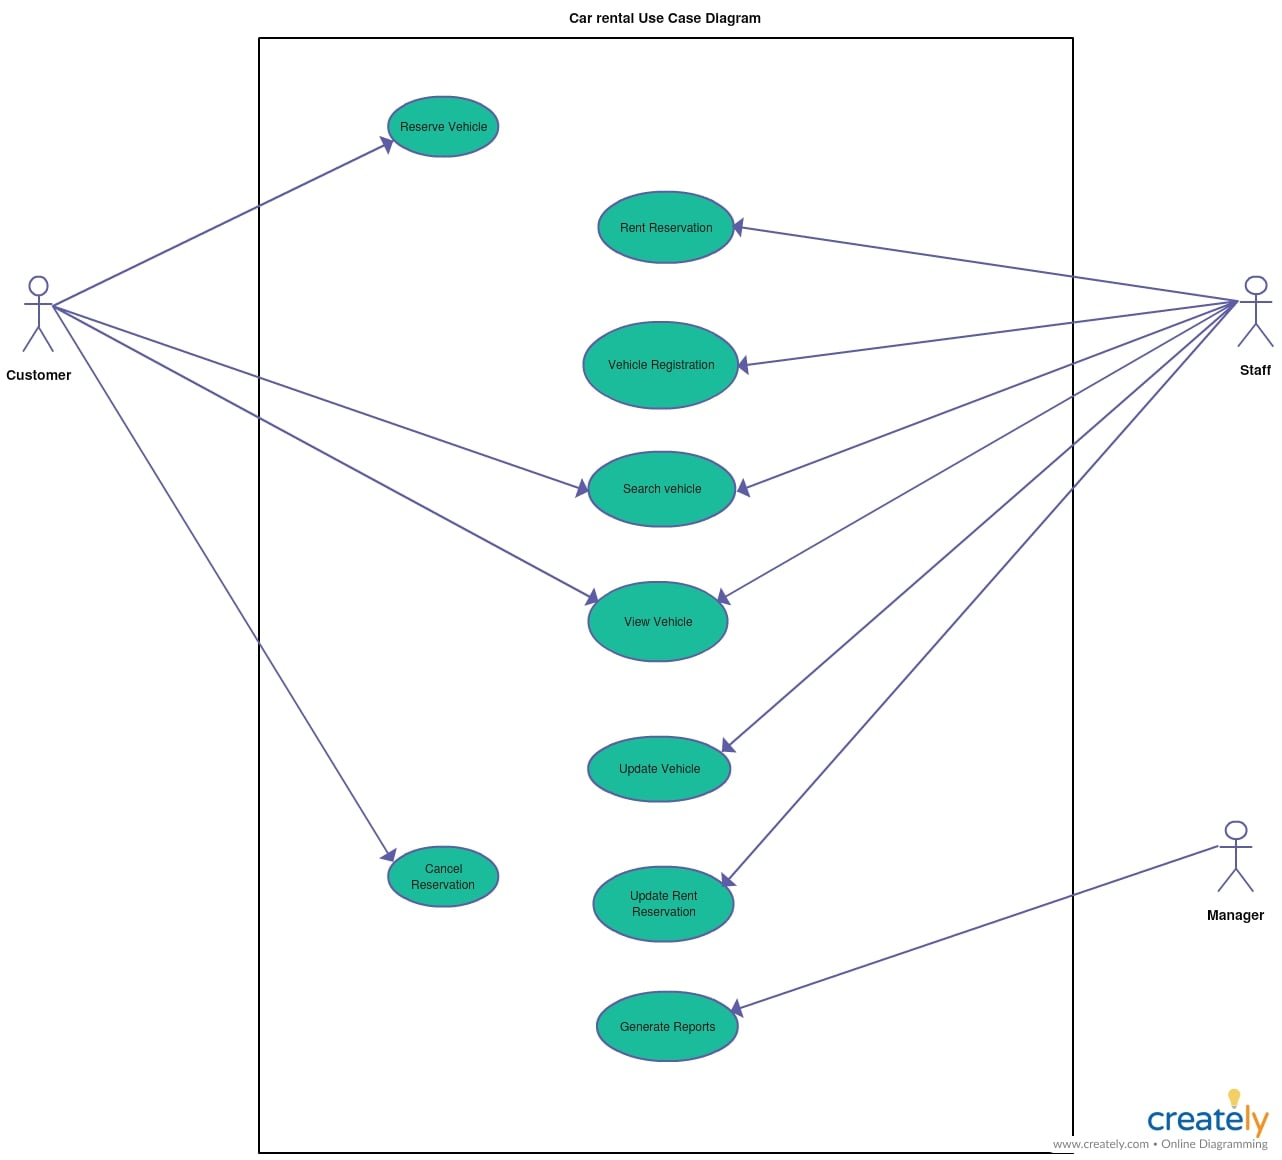 Car rental Use Case Diagram
Reserve Vehicle
Rent Reservation
Vehicle Registration
Customer
Staff
Search vehicle
View Vehicle
Update Vehicle
Cancel
Reservation
Update Rent
Reservation
Manager
Generate Reports
creately
www.creately.com • Online Diagramming